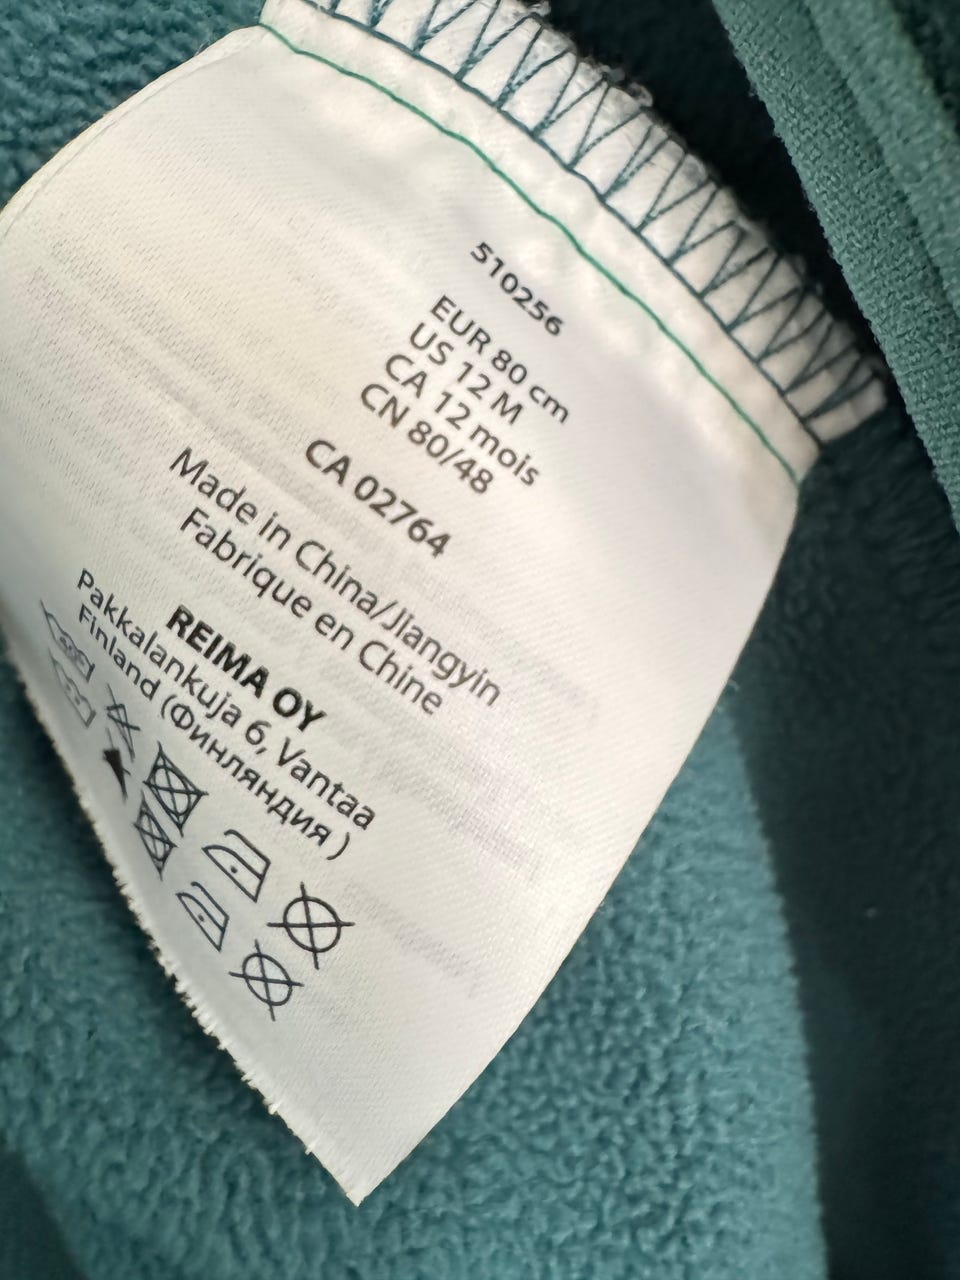 510256
EUR 80 cm
US 12 M
CA 12 mois
CN 80/48
CA 02764
Made in China/Jiangyin
Fabrique en Chine
REIMA OY
Pakkalankuja 6, Vantaa
Finland (Финляндия )